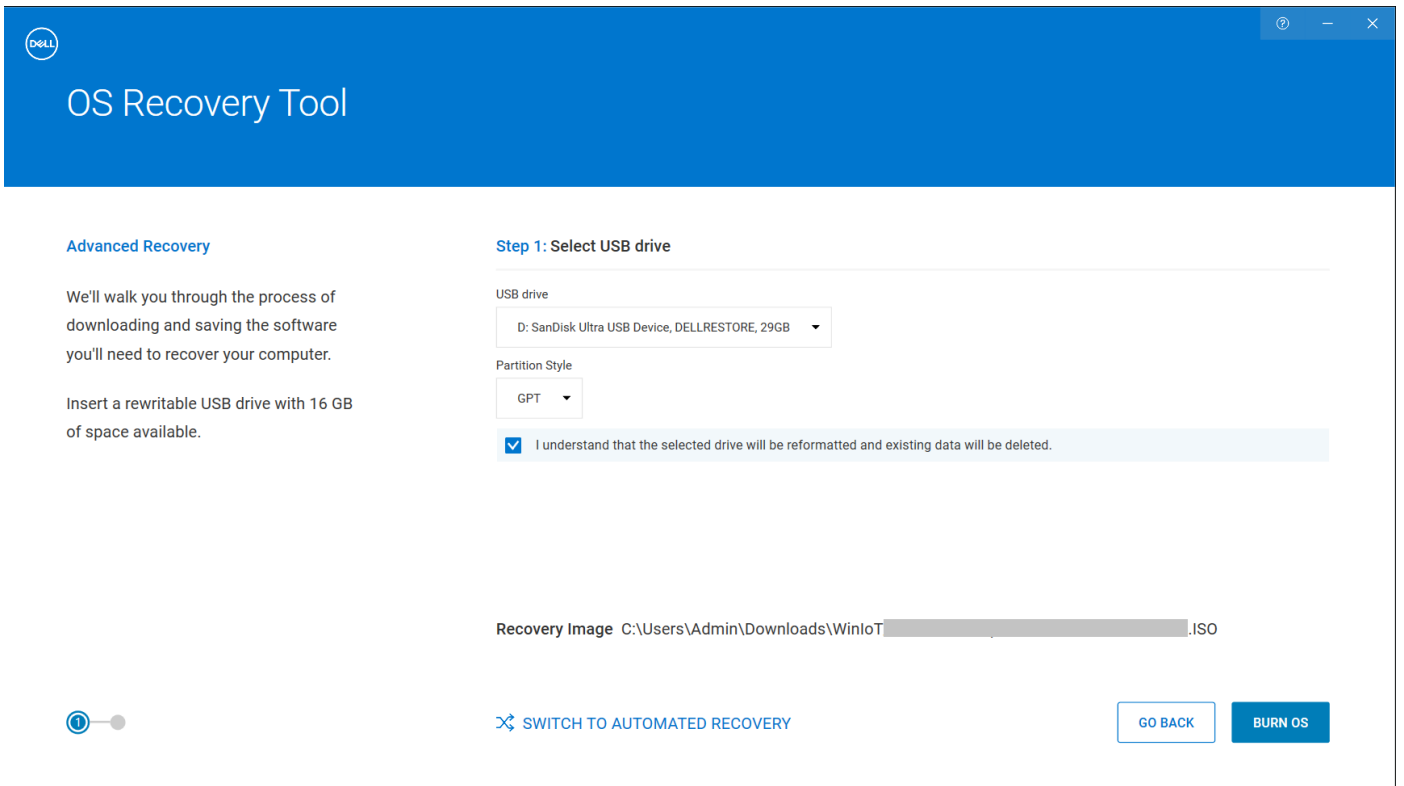 DELL
OS Recovery Tool
Advanced Recovery
We'll walk you through the process of
downloading and saving the software
you'll need to recover your computer.
Insert a rewritable USB drive with 16 GB
of space available.
Step 1: Select USB drive
USB drive
D: SanDisk Ultra USB Device, DELLRESTORE, 29GB
Partition Style
GPT
I understand that the selected drive will be reformatted and existing data will be deleted.
Recovery Image C:\Users\Admin\Downloads\WinIoT .ISO
1
SWITCH TO AUTOMATED RECOVERY
GO BACK
BURN OS